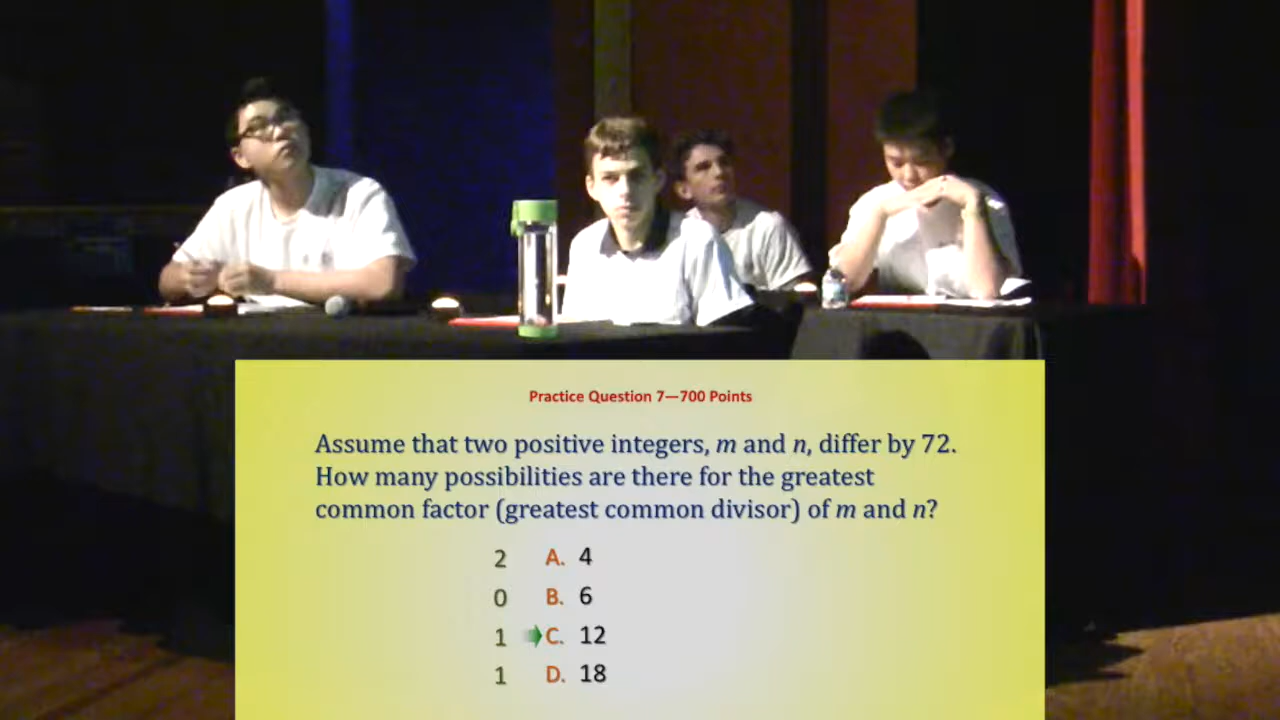 Practice Question 7—700 Points
Assume that two positive integers, m and n, differ by 72.
How many possibilities are there for the greatest
common factor (greatest common divisor) of m and n?
2 A. 4
0 B. 6
1 C. 12
1 D. 18